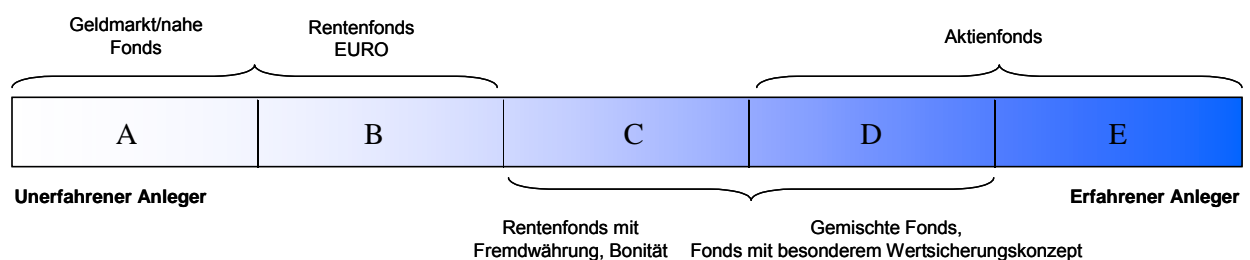 Geldmarkt/nahe
Fonds
Rentenfonds
EURO
Aktienfonds
A
B
C
D
E
Unerfahrener Anleger
Erfahrener Anleger
Rentenfonds mit
Fremdwährung, Bonität
Gemischte Fonds,
Fonds mit besonderem Wertsicherungskonzept